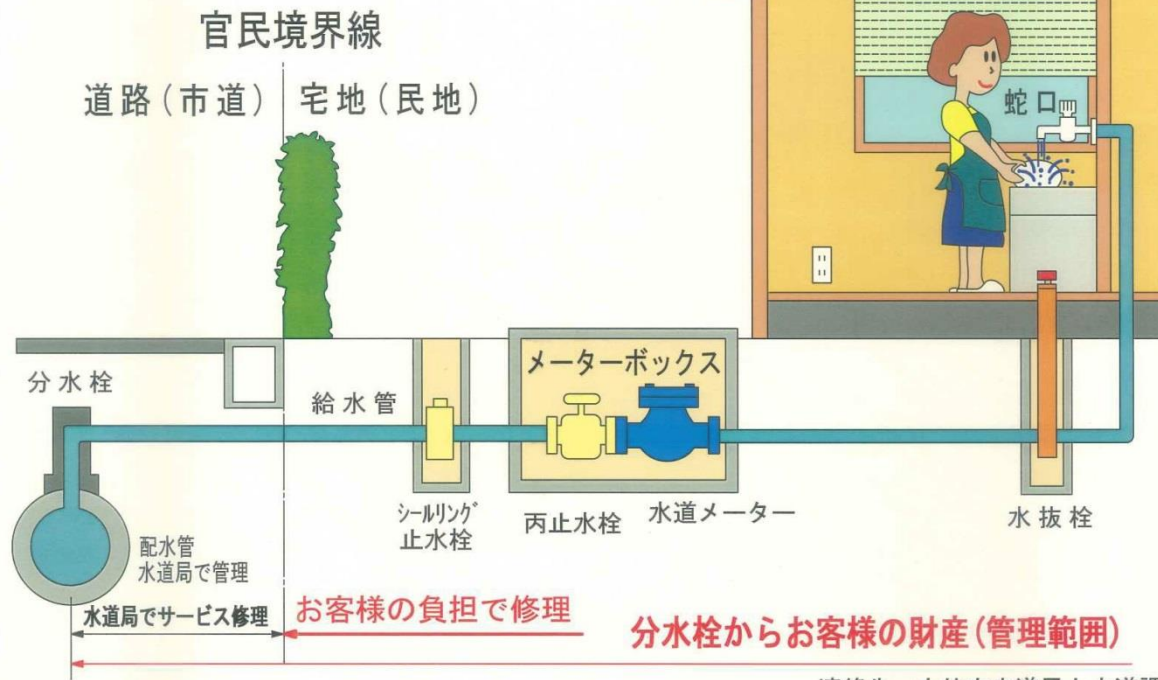 官民境界線
道路(市道)
宅地(民地)
蛇口
分水栓
給水管
メーターボックス
シールリング
止水栓
丙止水栓
水道メーター
水抜栓
配水管
水道局で管理
水道局でサービス修理
お客様の負担で修理
分水栓からお客様の財産(管理範囲)